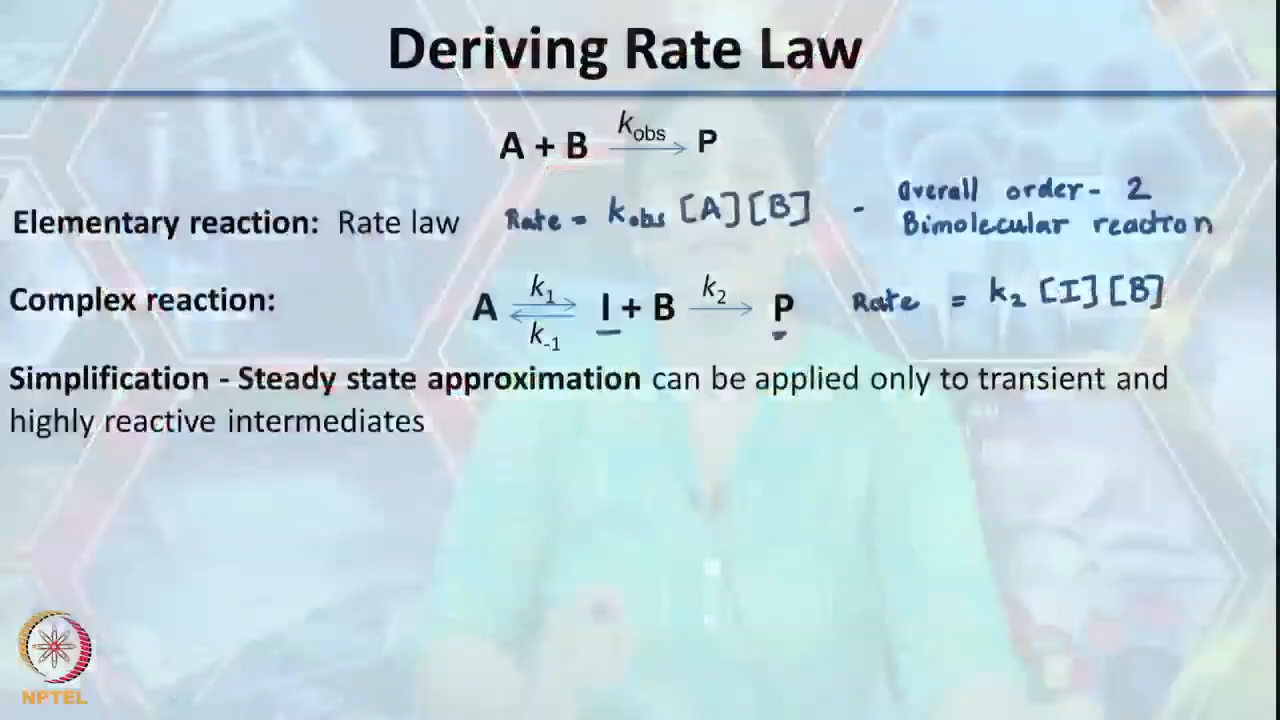 Deriving Rate Law
A + B kobs P
Elementary reaction: Rate law Rate = kobs [A][B] - Overall order - 2
Bimolecular reaction
Complex reaction: A k1 k-1 I + B k2 P Rate = k2 [I][B]
Simplification - Steady state approximation can be applied only to transient and
highly reactive intermediates
NPTEL